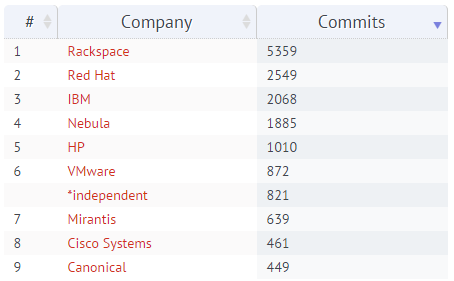 # Company Commits
1 Rackspace 5359
2 Red Hat 2549
3 IBM 2068
4 Nebula 1885
5 HP 1010
6 VMware 872
*independent 821
7 Mirantis 639
8 Cisco Systems 461
9 Canonical 449